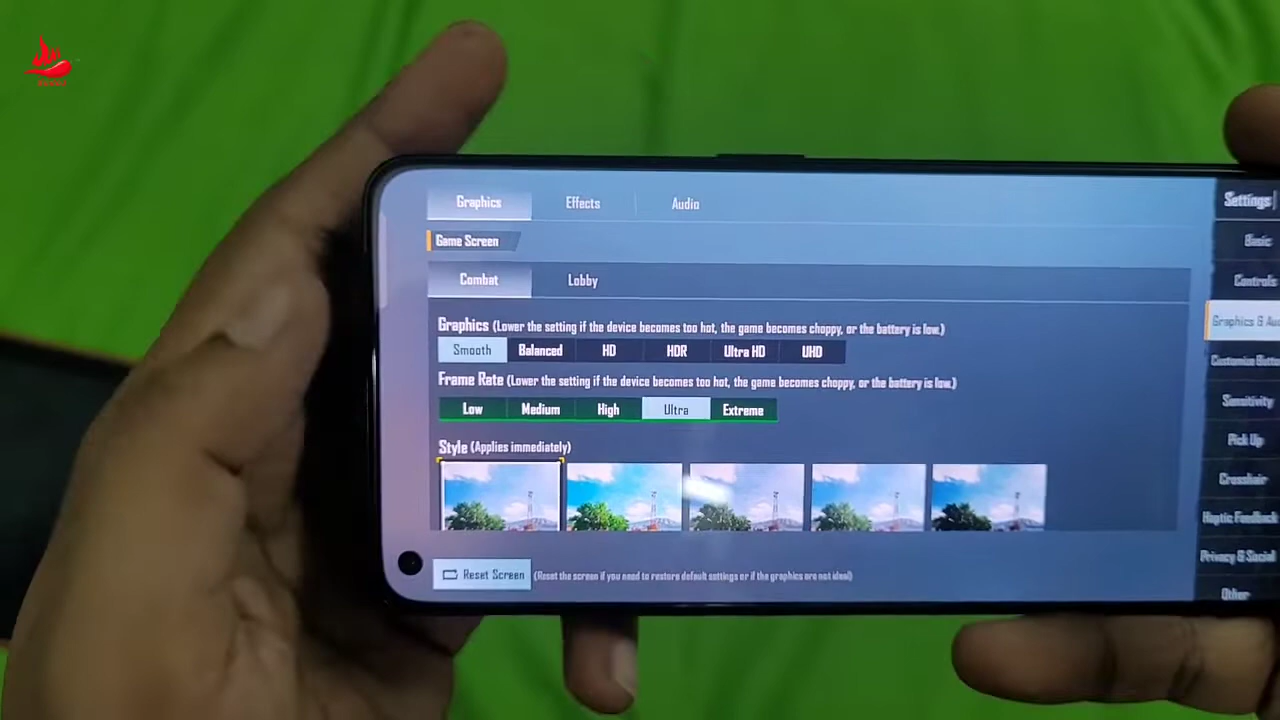 Graphics Effects Audio
Settings
Game Screen
Basic
Combat Lobby
Controls
Graphics (Lower the setting if the device becomes too hot, the game becomes choppy, or the battery is low.)
Graphics & Au
Smooth Balanced HD HDR Ultra HD UHD
Customize Butto
Frame Rate (Lower the setting if the device becomes too hot, the game becomes choppy, or the battery is low.)
Sensitivity
Low Medium High Ultra Extreme
Pick Up
Style (Applies immediately)
Crosshair
Haptic Feedback
Privacy & Social
Reset Screen (Reset the screen if you need to restore default settings or if the graphics are not ideal)
Other